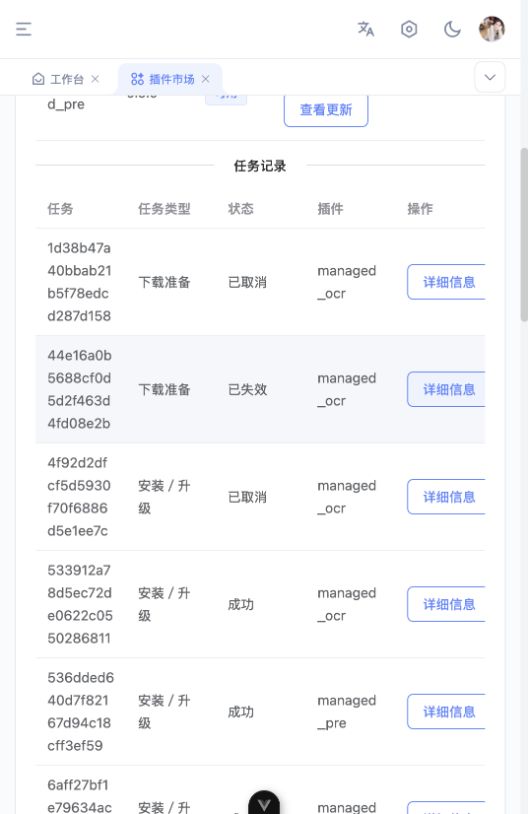 工作台
插件市场
d_pre
查看更新
任务记录
任务 任务类型 状态 插件 操作
1d38b47a
40bbab21
b5f78edc
d287d158
下载准备 已取消
managed
_ocr
详细信息
44e16a0b
5688cf0d
5d2f463d
4fd08e2b
下载准备 已失效
managed
_ocr
详细信息
4f92d2df
cf5d5930
f70f6886
d5e1ee7c
安装 / 升
级
已取消
managed
_ocr
详细信息
533912a7
8d5ec72d
e0622c05
50286811
安装 / 升
级
成功
managed
_ocr
详细信息
536dded6
40d7f821
67d94c18
cff3ef59
安装 / 升
级
成功
managed
_pre
详细信息
6aff27bf1
e79634ac
安装 / 升
managed